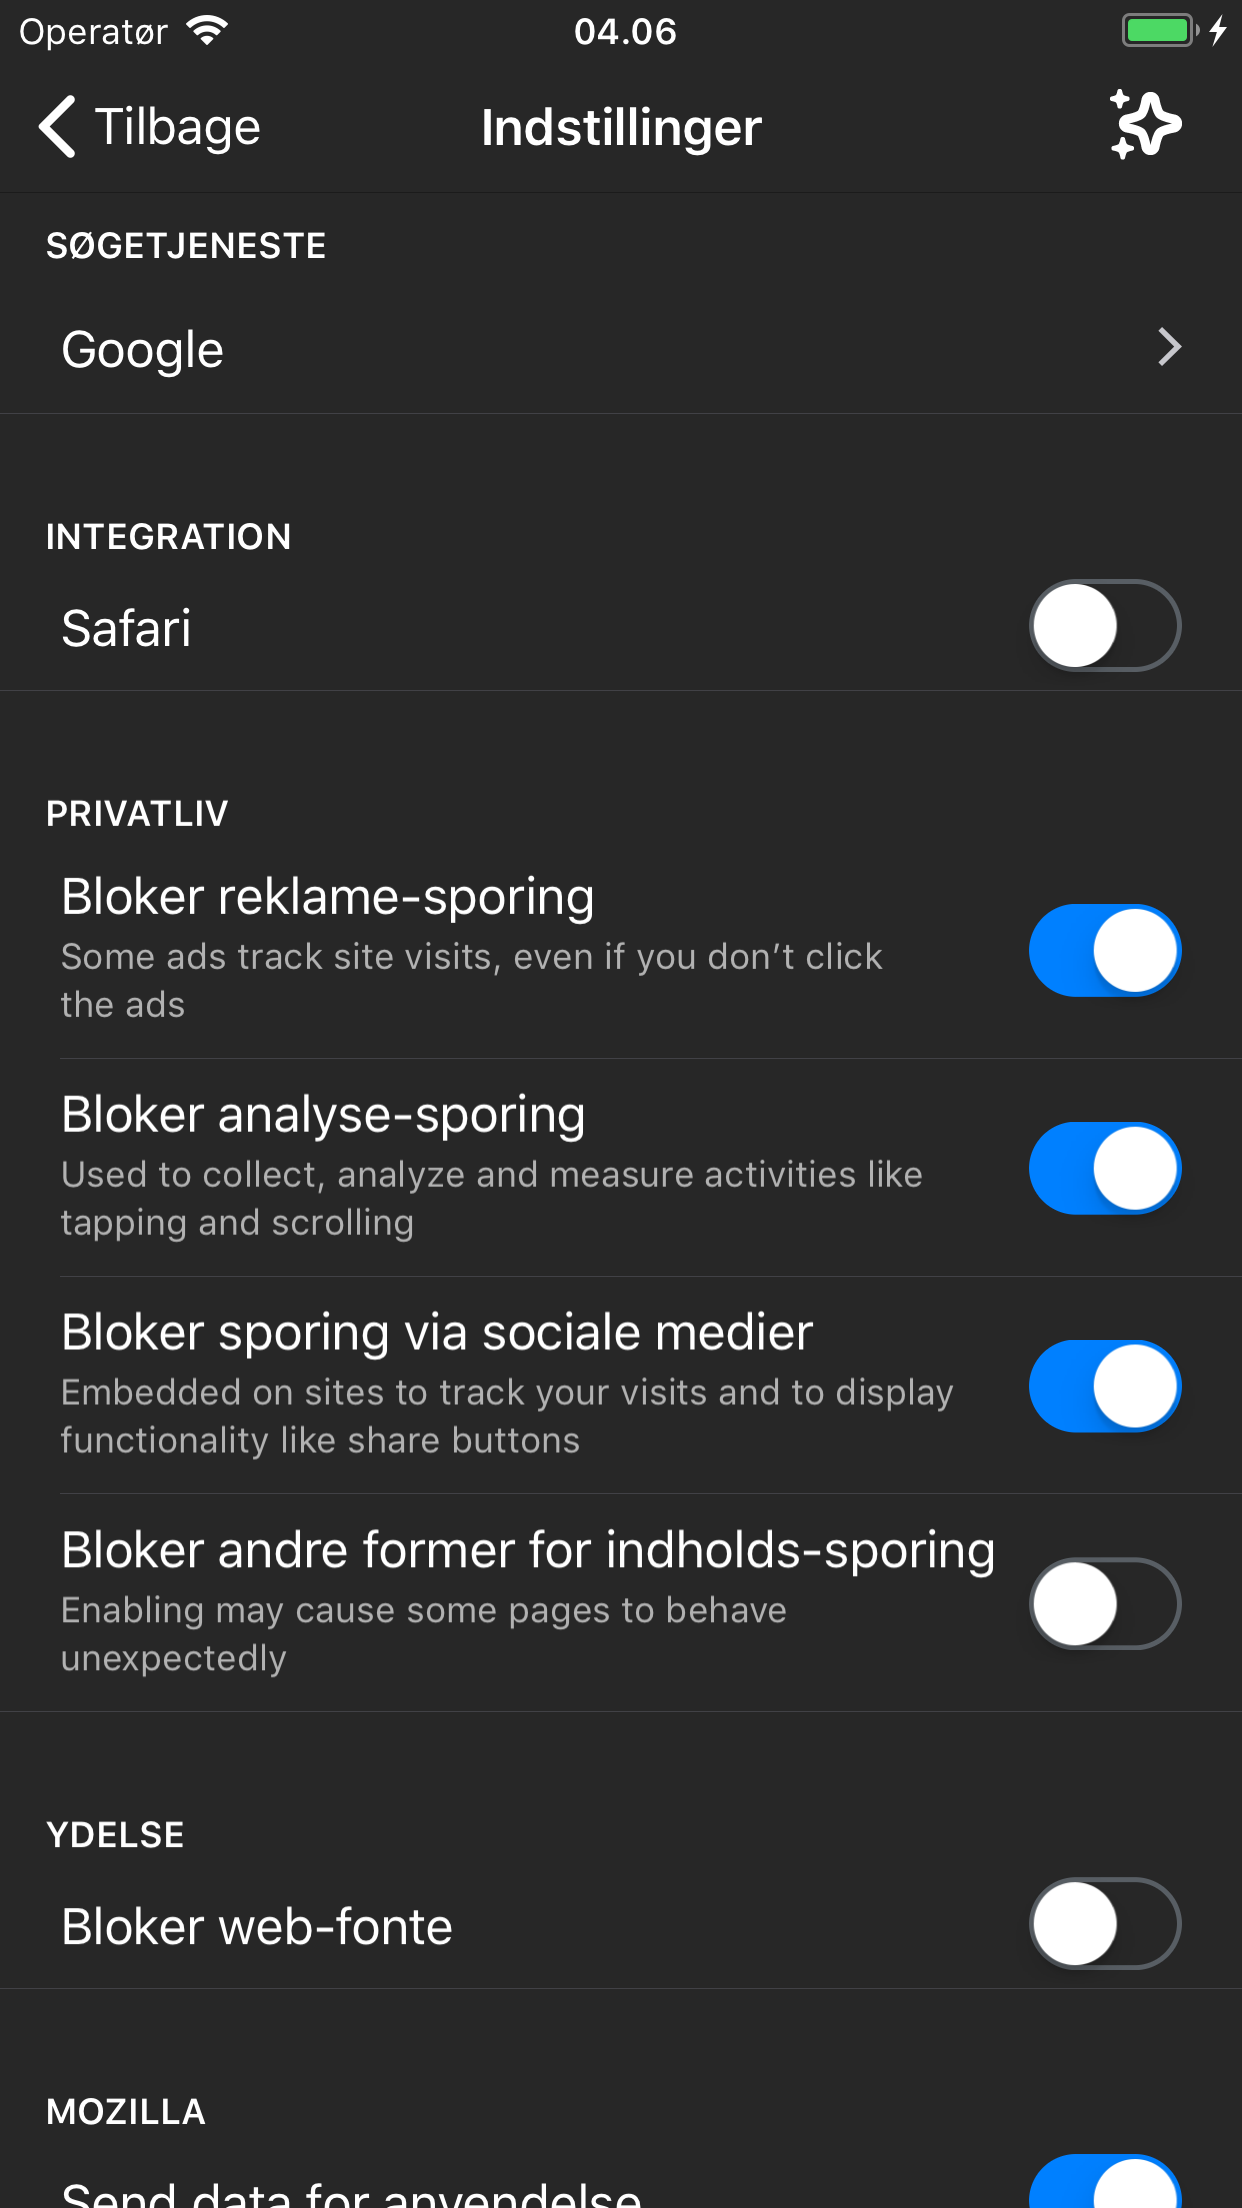 Operatør
04.06
Tilbage
Indstillinger
SØGETJENESTE
Google
INTEGRATION
Safari
PRIVATLIV
Bloker reklame-sporing
Some ads track site visits, even if you don’t click
the ads
Bloker analyse-sporing
Used to collect, analyze and measure activities like
tapping and scrolling
Bloker sporing via sociale medier
Embedded on sites to track your visits and to display
functionality like share buttons
Bloker andre former for indholds-sporing
Enabling may cause some pages to behave
unexpectedly
YDELSE
Bloker web-fonte
MOZILLA
Send data for anvendelse